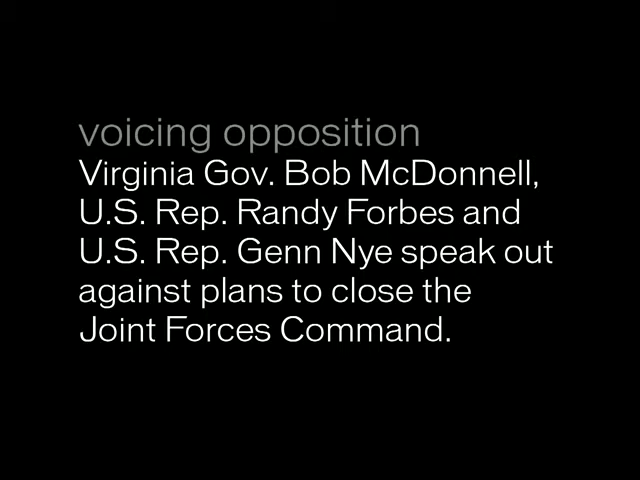 voicing opposition
Virginia Gov. Bob McDonnell,
U.S. Rep. Randy Forbes and
U.S. Rep. Genn Nye speak out
against plans to close the
Joint Forces Command.